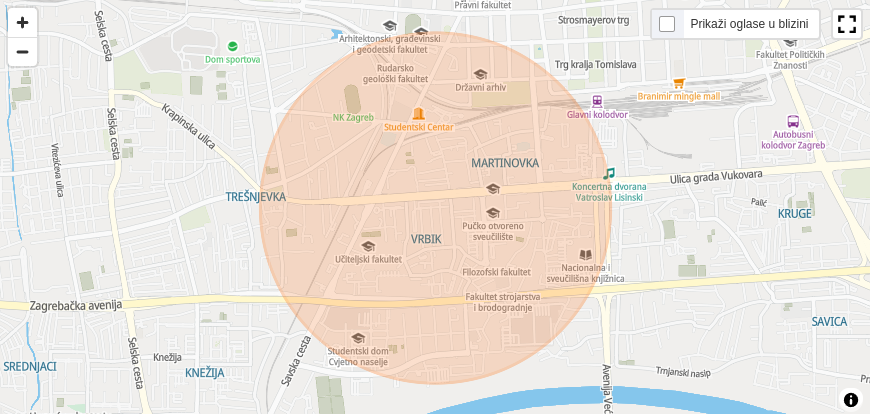 Pravni fakultet
Strosmayerov trg
Prikaži oglase u blizini
Selska cesta
Arhitektonski, građevinski
i geodetski fakultet
Fakultet Političkih
Znanosti
Dom sportova
Rudarsko
geološki fakultet
Trg kralja Tomislava
Državni arhiv
Branimir mingle mall
Krapinska ulica
NK Zagreb
Studentski Centar
Glavni kolodvor
Autobusni
kolodvor Zagreb
Selska cesta
Vitezićeva ulica
MARTINOVKA
Ulica grada Vukovara
TREŠNJEVKA
Koncertna dvorana
Vatroslav Lisinski
Palić
KRUGE
Pučko otvoreno
sveučilište
VRBIK
Učiteljski fakultet
Filozofski fakultet
Nacionalna i
sveučilišna knjižnica
Zagrebačka avenija
Fakultet strojarstva
i brodogradnje
SAVICA
Selska cesta
Knežija
Studentski dom
Cvjetno naselje
Savska cesta
SREDNJACI
KNEŽIJA
Trnjanski nasip
Avenija Več